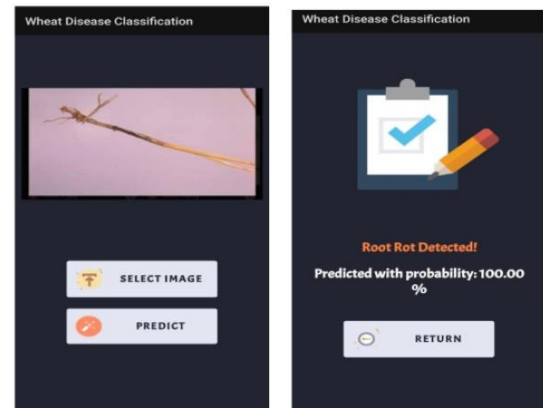 Wheat Disease Classification
SELECT IMAGE
PREDICT
Wheat Disease Classification
Root Rot Detected!
Predicted with probability: 100.00
%
RETURN